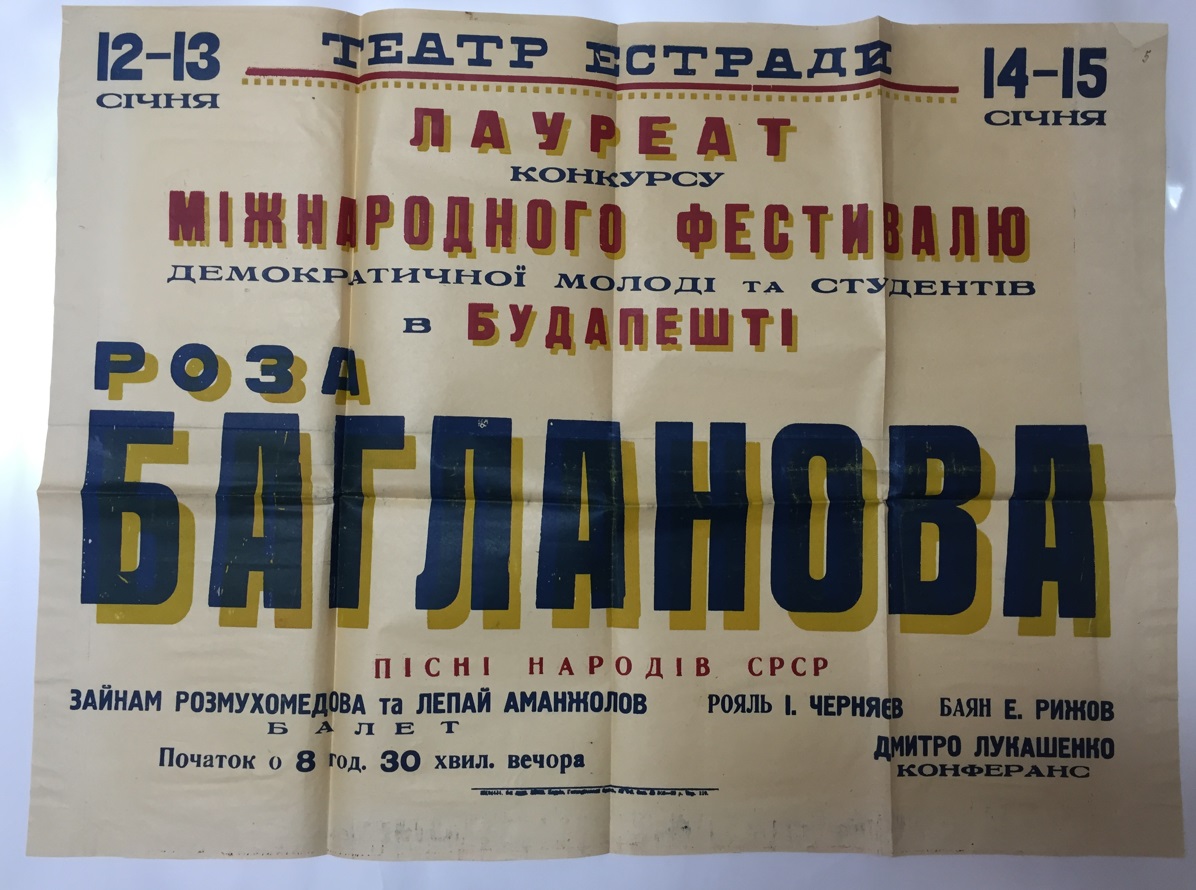 12-13 ТЕАТР ЕСТРАДИ 14-15
СІЧНЯ СІЧНЯ
ЛАУРЕАТ
КОНКУРСУ
МІЖНАРОДНОГО ФЕСТИВАЛЮ
ДЕМОКРАТИЧНОЇ МОЛОДІ ТА СТУДЕНТІВ
В БУДАПЕШТІ
РОЗА
БАГЛАНОВА
ПІСНІ НАРОДІВ СРСР
ЗАЙНАМ РОЗМУХОМЕДОВА та ЛЕПАЙ АМАНЖОЛОВ РОЯЛЬ І. ЧЕРНЯЄВ БАЯН Е. РИЖОВ
БАЛЕТ ДМИТРО ЛУКАШЕНКО
Початок о 8 год. 30 хвил. вечора КОНФЕРАНС